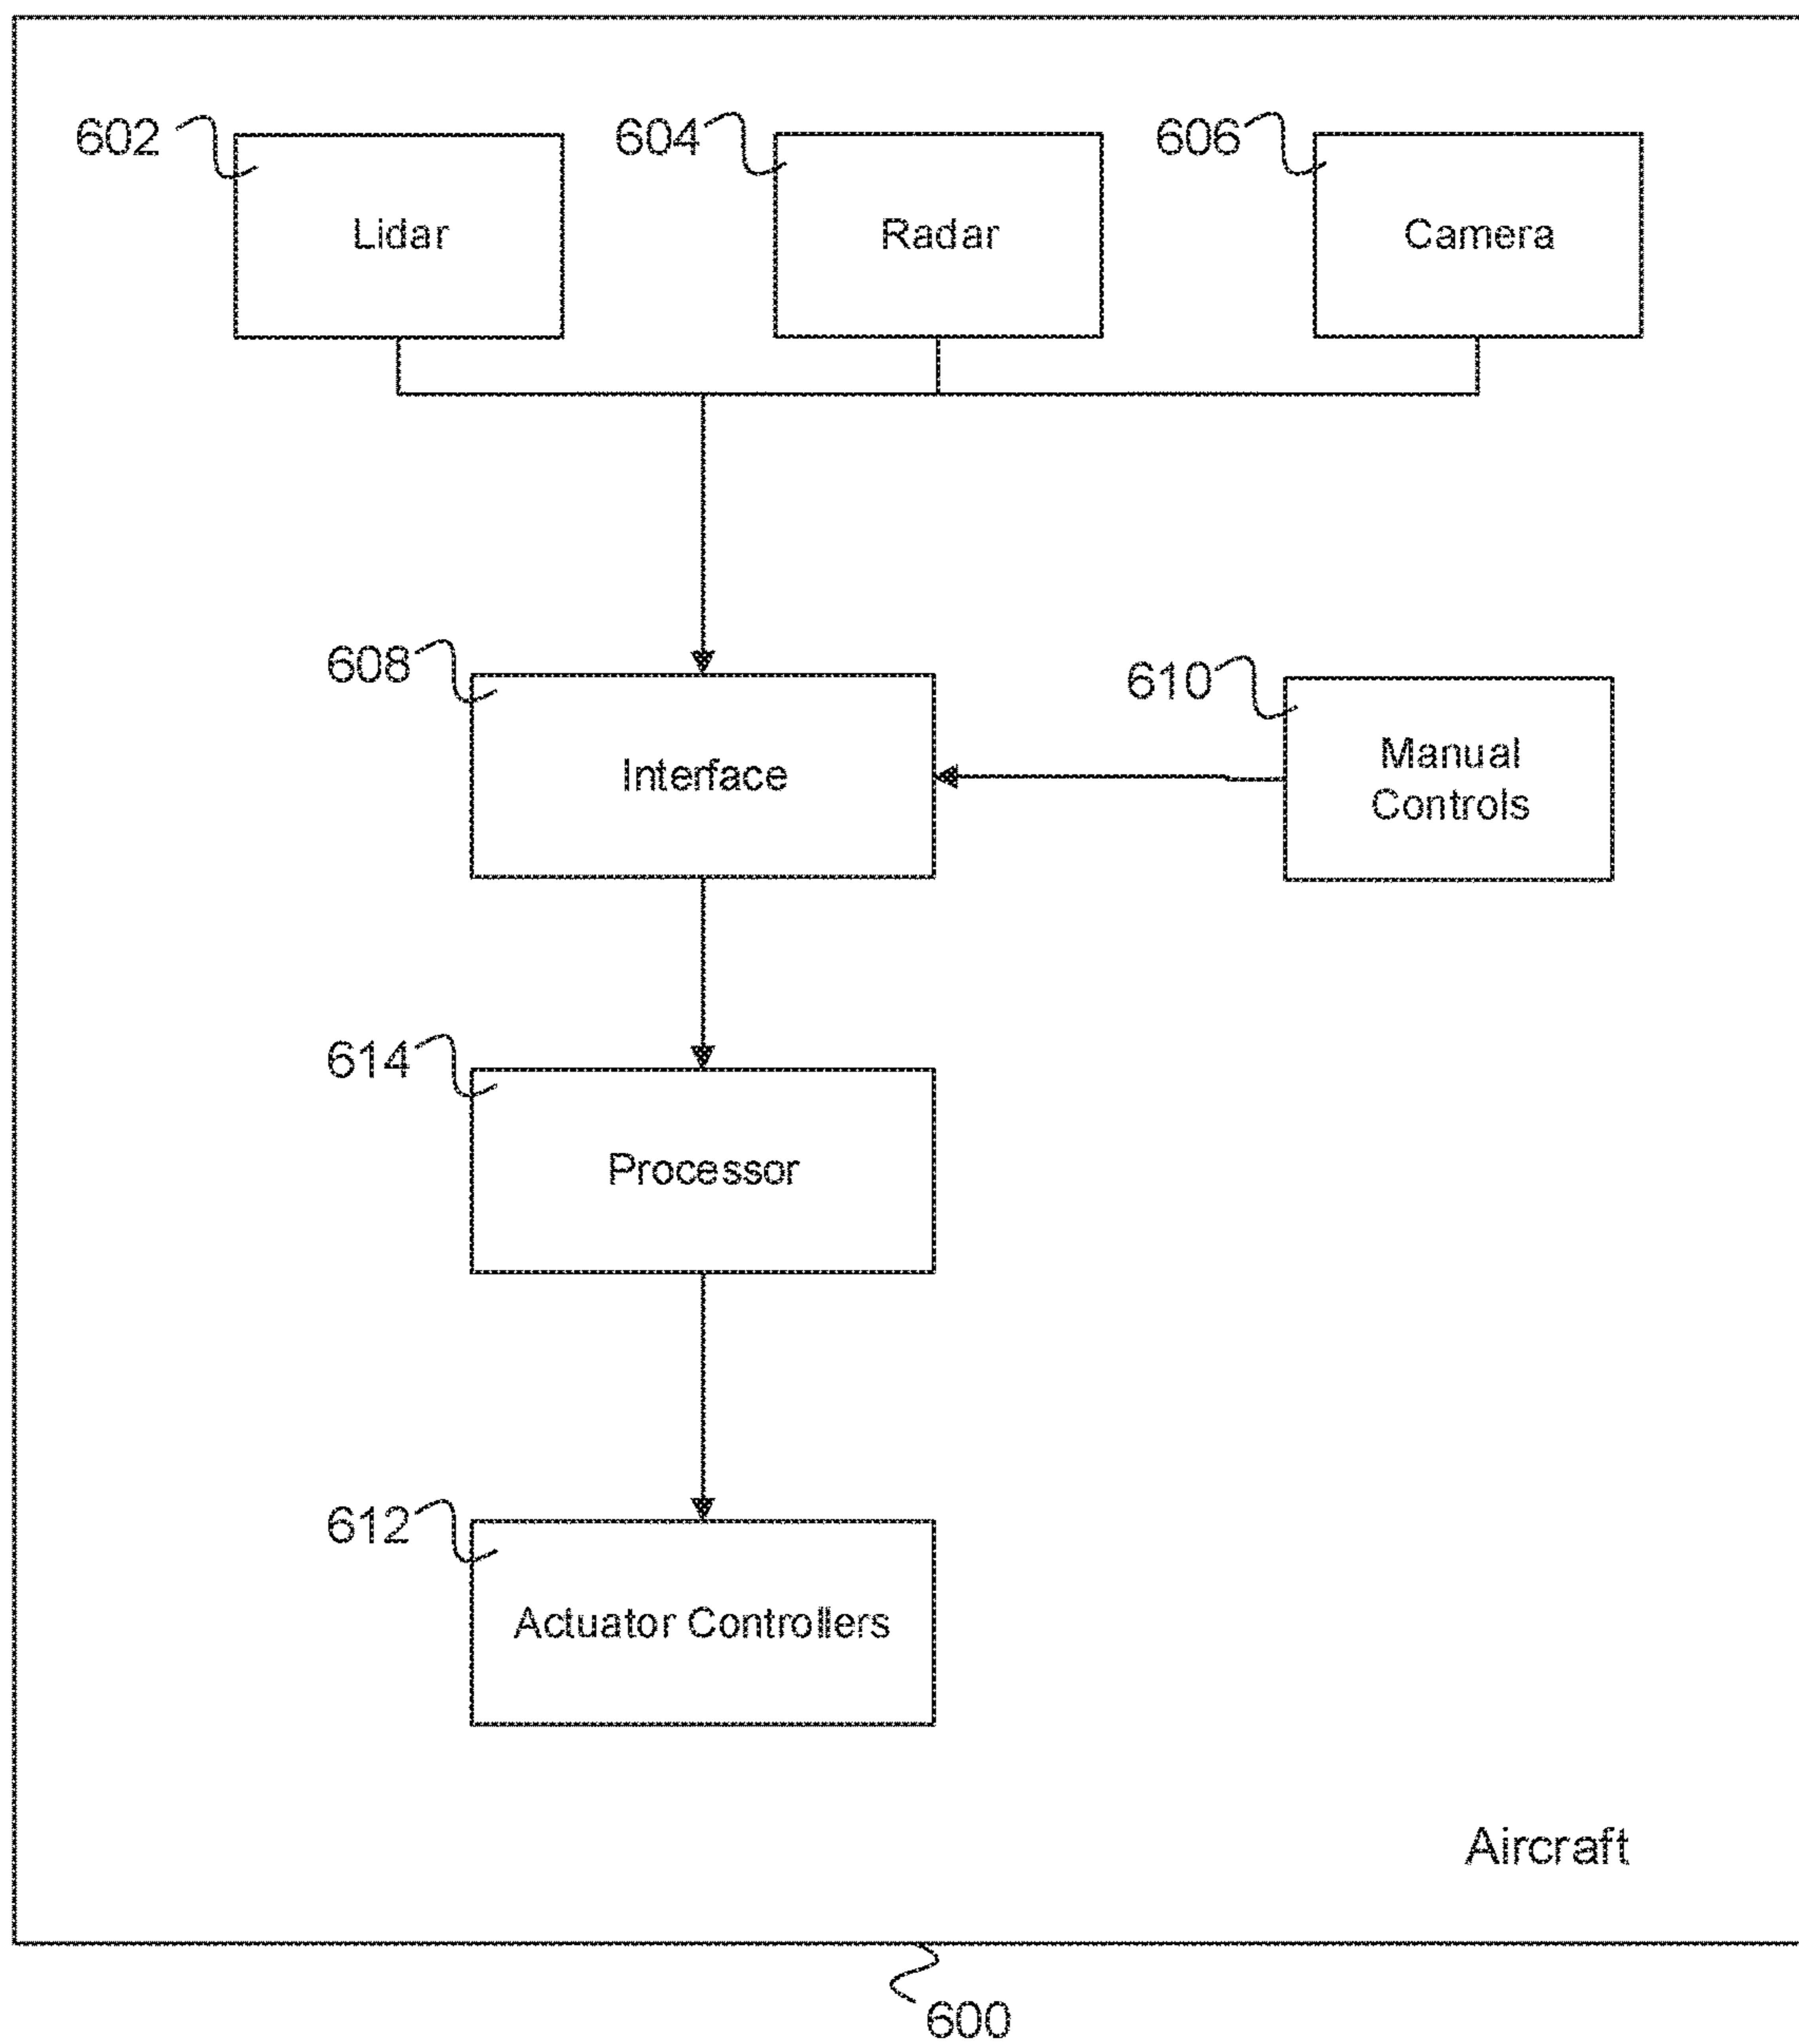 602
Lidar
604
Radar
606
Camera
608
Interface
610
Manual
Controls
614
Processor
612
Actuator Controllers
Aircraft
600